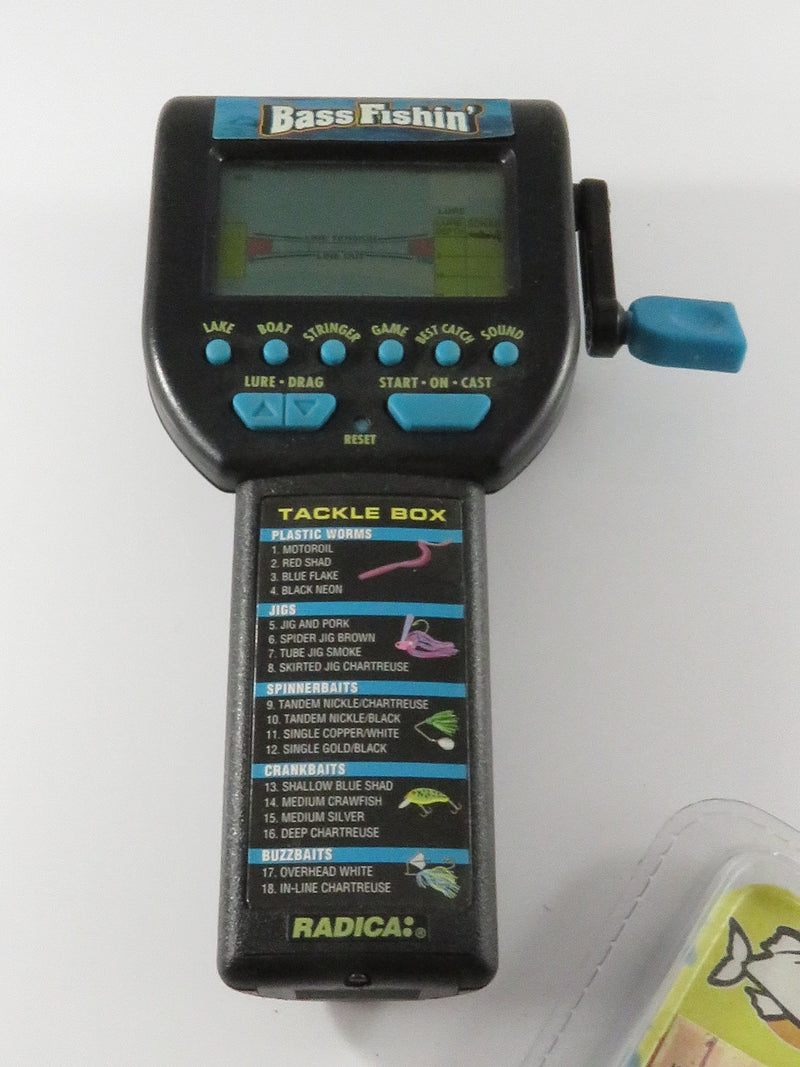 Bass Fishin'
LURE
LINE TENSION
LINE OUT
LAKE BOAT STRINGER GAME BEST CATCH SOUND
LURE • DRAG START • ON • CAST
RESET
TACKLE BOX
PLASTIC WORMS
1. MOTOROIL
2. RED SHAD
3. BLUE FLAKE
4. BLACK NEON
JIGS
5. JIG AND PORK
6. SPIDER JIG BROWN
7. TUBE JIG SMOKE
8. SKIRTED JIG CHARTREUSE
SPINNERBAITS
9. TANDEM NICKLE/CHARTREUSE
10. TANDEM NICKLE/BLACK
11. SINGLE COPPER/WHITE
12. SINGLE GOLD/BLACK
CRANKBAITS
13. SHALLOW BLUE SHAD
14. MEDIUM CRAWFISH
15. MEDIUM SILVER
16. DEEP CHARTREUSE
BUZZBAITS
17. OVERHEAD WHITE
18. IN-LINE CHARTREUSE
RADICA:®